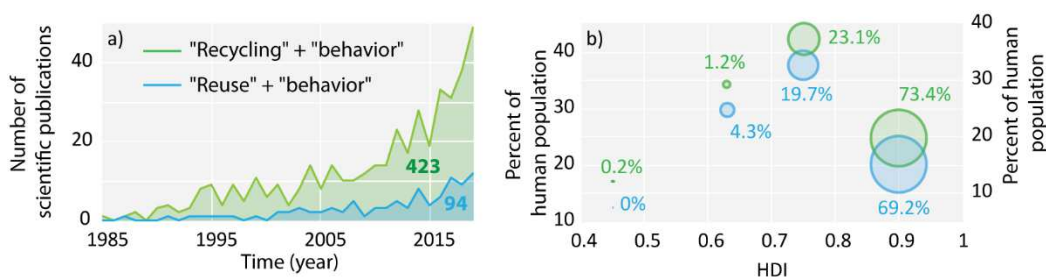 a)
"Recycling" + "behavior"
"Reuse" + "behavior"
Number of
scientific publications
40
20
0
423
94
1985
1995
2005
2015
Time (year)
b)
Percent of
human population
40
30
20
10
0.2%
0%
1.2%
4.3%
23.1%
19.7%
73.4%
69.2%
0.4
0.5
0.6
0.7
0.8
0.9
1
HDI
40
30
20
10
Percent of human
population